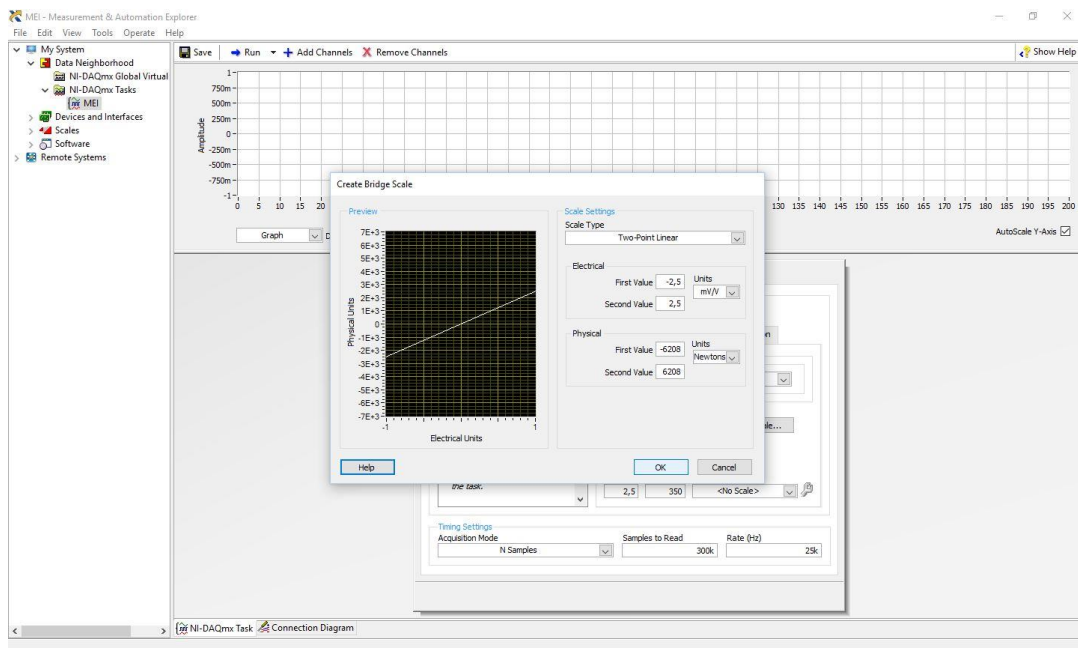 MEI - Measurement & Automation Explorer
File Edit View Tools Operate Help
My System
Data Neighborhood
NI-DAQmx Global Virtual
NI-DAQmx Tasks
MEI
Devices and Interfaces
Scales
Software
Remote Systems
Save Run Add Channels Remove Channels Show Help
Amplitude
1
750m
500m
250m
0
-250m
-500m
-750m
-1
0 5 10 15 20 130 135 140 145 150 155 160 165 170 175 180 185 190 195 200
Graph AutoScale Y-Axis
Create Bridge Scale
Preview
Physical Units
7E+3
6E+3
5E+3
4E+3
3E+3
2E+3
1E+3
0
-1E+3
-2E+3
-3E+3
-4E+3
-5E+3
-6E+3
-7E+3
-1 1
Electrical Units
Scale Settings
Scale Type
Two-Point Linear
Electrical
First Value -2,5 Units
mV/V
Second Value 2,5
Physical
First Value -6208 Units
Newtons
Second Value 6208
Help OK Cancel
the task.
2,5 350 <No Scale>
Timing Settings
Acquisition Mode Samples to Read Rate (Hz)
N Samples 300k 25k
NI-DAQmx Task Connection Diagram